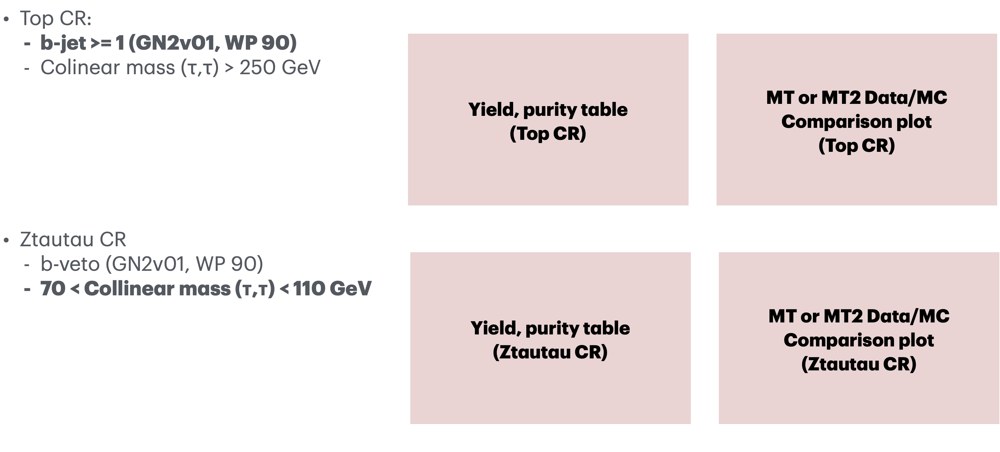 • Top CR:
- b-jet >= 1 (GN2v01, WP 90)
- Colinear mass (τ,τ) > 250 GeV
Yield, purity table
(Top CR)
MT or MT2 Data/MC
Comparison plot
(Top CR)
• Ztautau CR
- b-veto (GN2v01, WP 90)
- 70 < Collinear mass (τ,τ) < 110 GeV
Yield, purity table
(Ztautau CR)
MT or MT2 Data/MC
Comparison plot
(Ztautau CR)